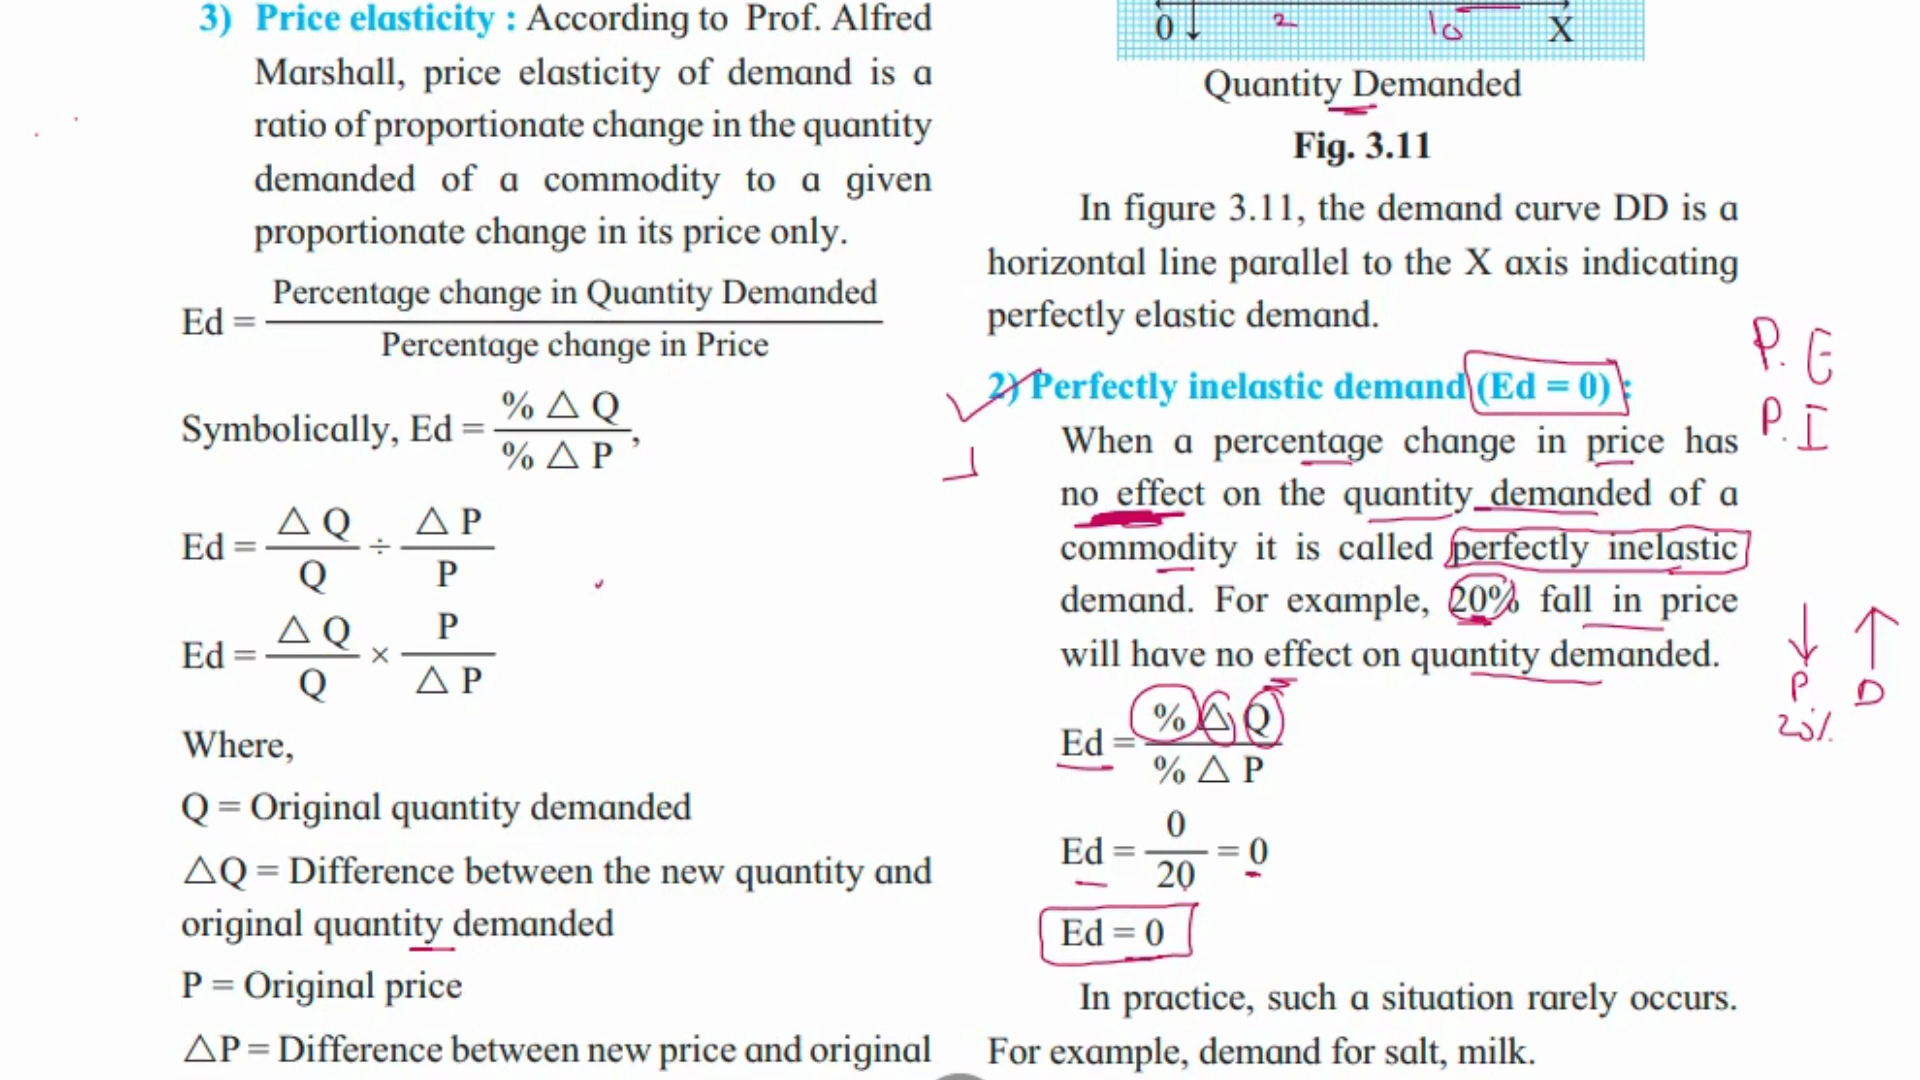 3) Price elasticity : According to Prof. Alfred
Marshall, price elasticity of demand is a
ratio of proportionate change in the quantity
demanded of a commodity to a given
proportionate change in its price only.
Ed = Percentage change in Quantity Demanded
Percentage change in Price
Symbolically, Ed = % △ Q
% △ P ,
Ed = △ Q ÷ △ P
Q P
Ed = △ Q × P
Q △ P
Where,
Q = Original quantity demanded
△Q = Difference between the new quantity and
original quantity demanded
P = Original price
△P = Difference between new price and original
0 2 10 X
Quantity Demanded
Fig. 3.11
In figure 3.11, the demand curve DD is a
horizontal line parallel to the X axis indicating
perfectly elastic demand.
2) Perfectly inelastic demand (Ed = 0) :
When a percentage change in price has
no effect on the quantity demanded of a
commodity it is called perfectly inelastic
demand. For example, 20% fall in price
will have no effect on quantity demanded.
Ed = % △ Q
% △ P
Ed = 0 = 0
20
Ed = 0
In practice, such a situation rarely occurs.
For example, demand for salt, milk.
P. E
P. I
P D
20%